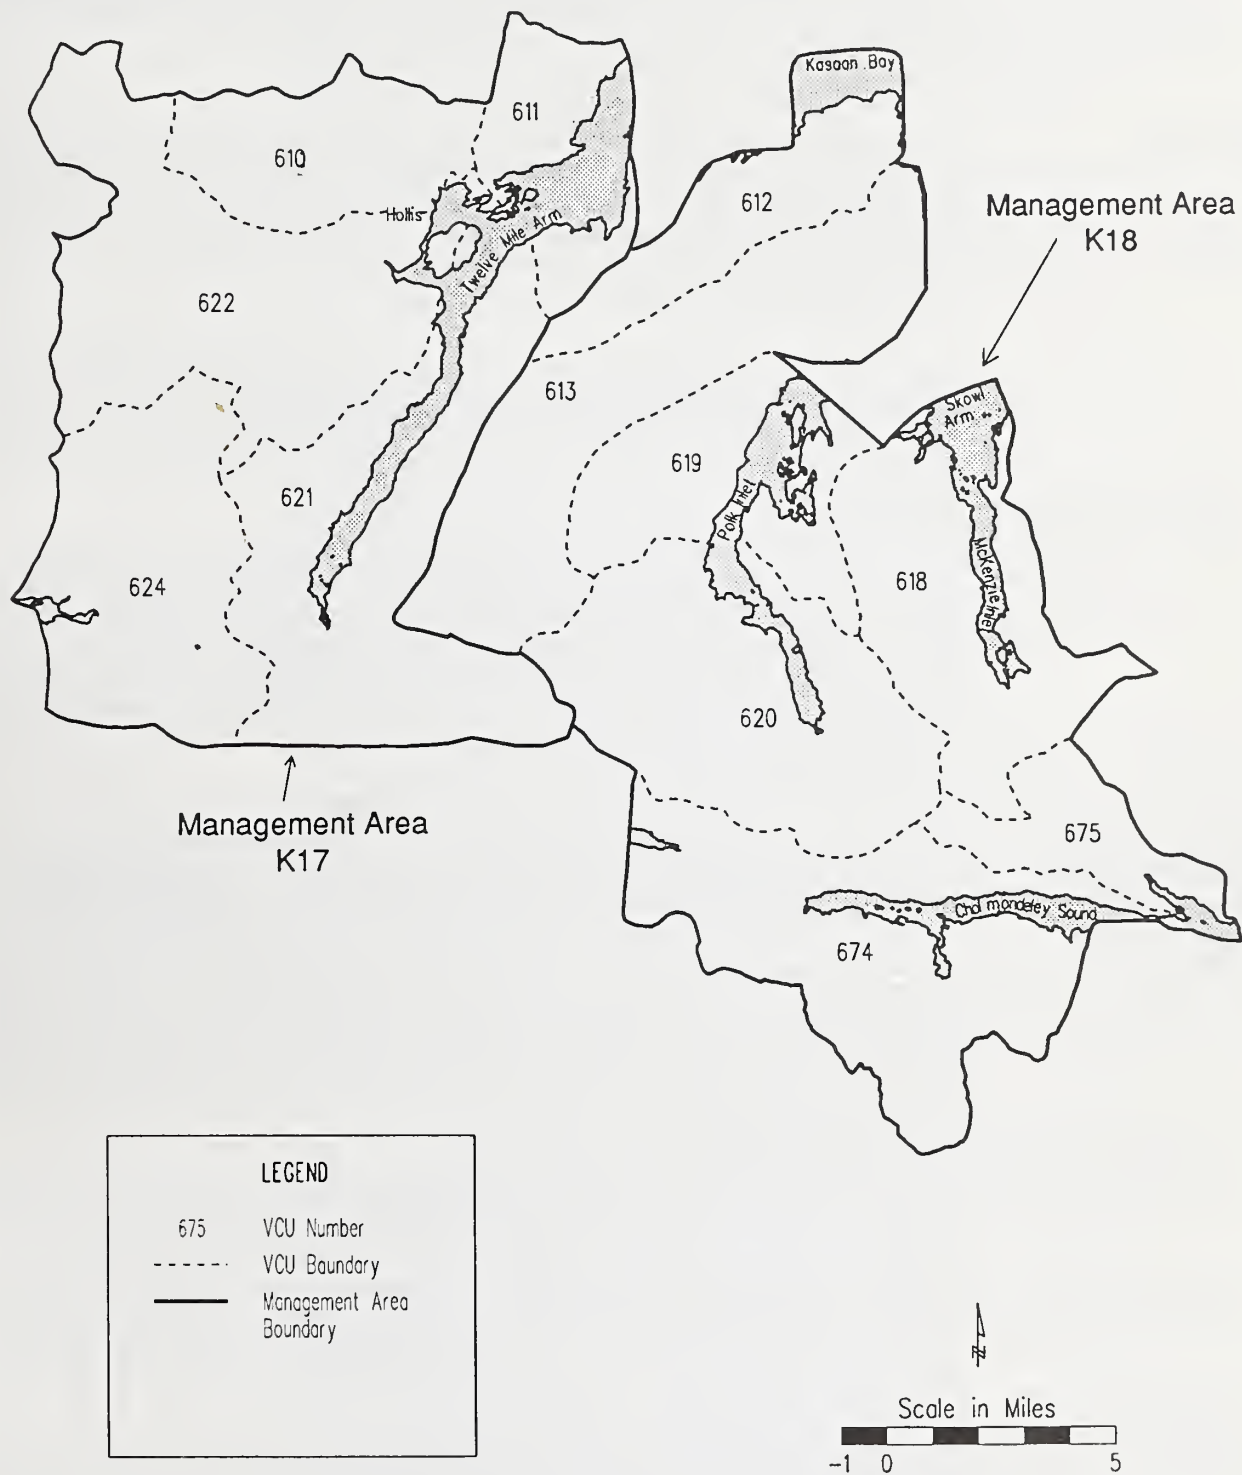 Kasaan Bay
611
610
612
Management Area
K18
Hollis
Twelve Mile Arm
622
613
Skowl
Arm
619
Polk Inlet
621
McKenzie Inlet
624
618
620
Management Area
K17
675
Cholmondeley Sound
674
LEGEND
675 VCU Number
VCU Boundary
Management Area
Boundary
N
Scale in Miles
-1 0 5